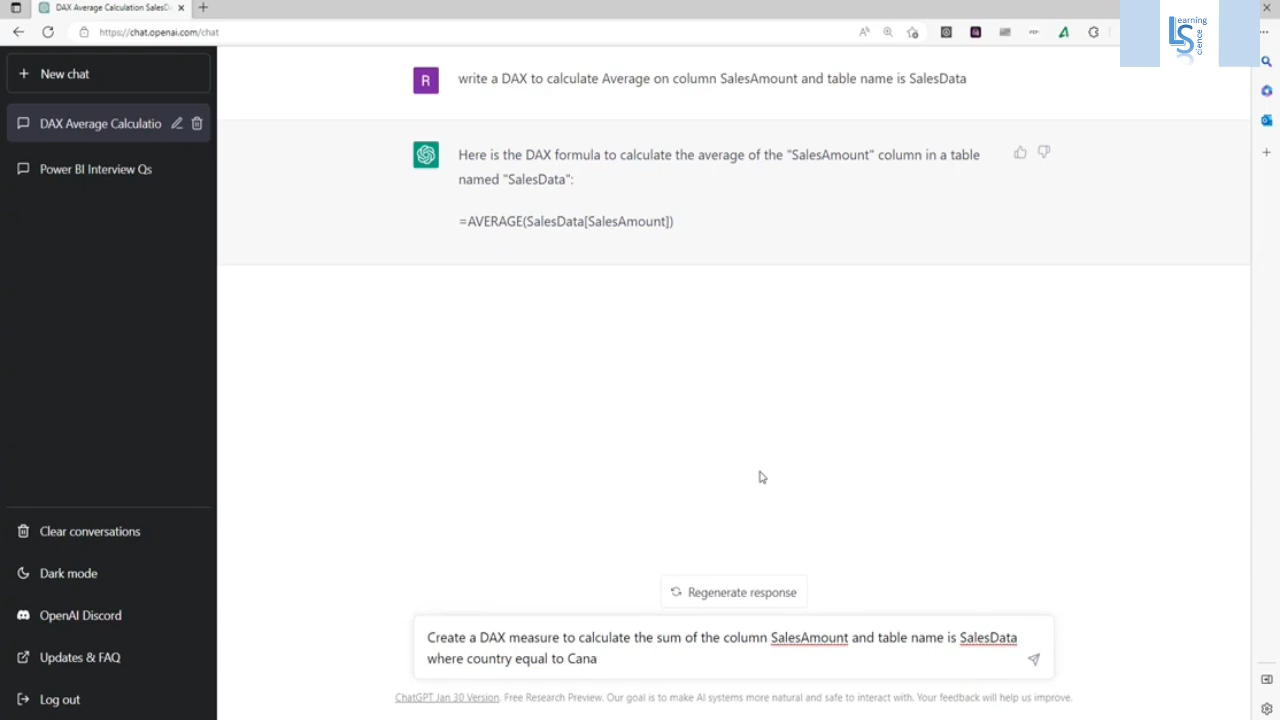 DAX Average Calculation SalesD
https://chat.openai.com/chat
Learning
Science
New chat
DAX Average Calculatio
Power BI Interview Qs
R
write a DAX to calculate Average on column SalesAmount and table name is SalesData
Here is the DAX formula to calculate the average of the "SalesAmount" column in a table
named "SalesData":
=AVERAGE(SalesData[SalesAmount])
Clear conversations
Dark mode
OpenAI Discord
Updates & FAQ
Log out
Regenerate response
Create a DAX measure to calculate the sum of the column SalesAmount and table name is SalesData
where country equal to Cana
ChatGPT Jan 30 Version. Free Research Preview. Our goal is to make AI systems more natural and safe to interact with. Your feedback will help us improve.